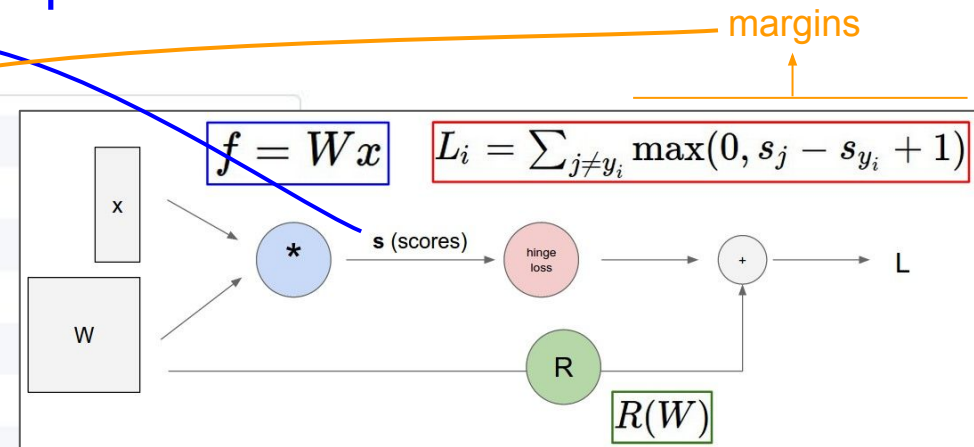 margins
f = Wx
L_i = \sum_{j \neq y_i} \max(0, s_j - s_{y_i} + 1)
x
*
s (scores)
hinge
loss
+
L
W
R
R(W)